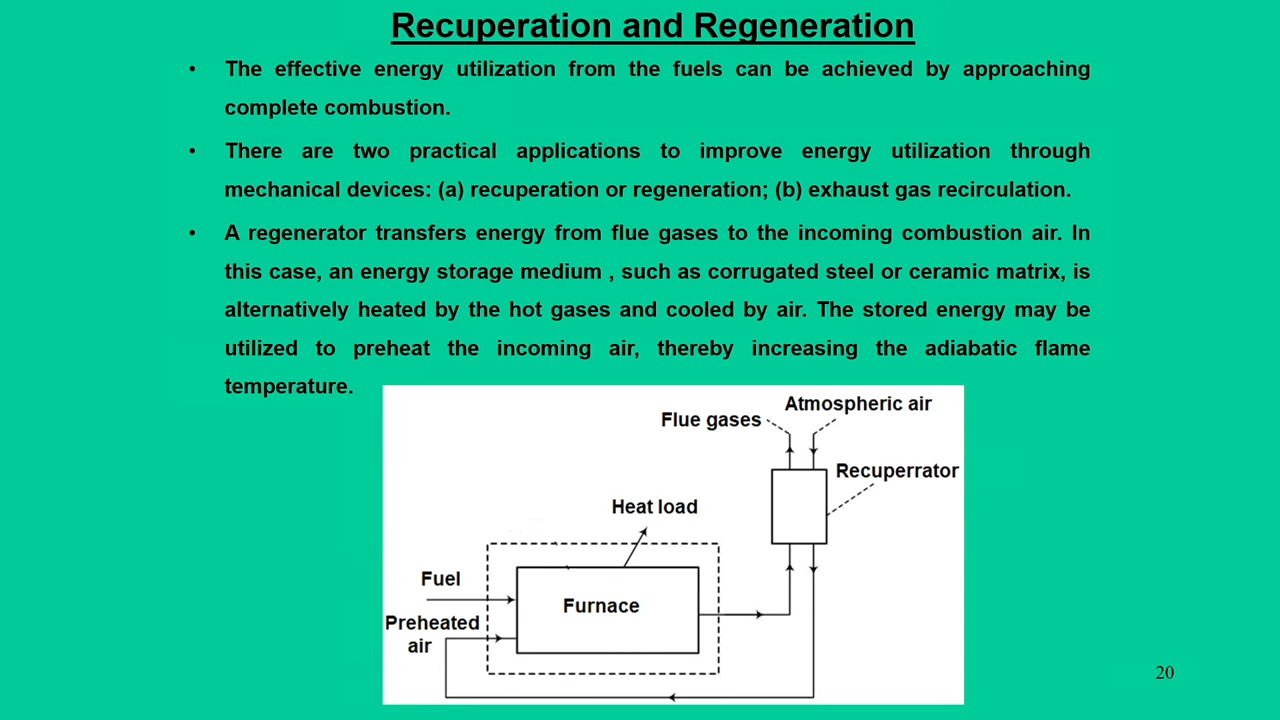 Recuperation and Regeneration
• The effective energy utilization from the fuels can be achieved by approaching
complete combustion.
• There are two practical applications to improve energy utilization through
mechanical devices: (a) recuperation or regeneration; (b) exhaust gas recirculation.
• A regenerator transfers energy from flue gases to the incoming combustion air. In
this case, an energy storage medium , such as corrugated steel or ceramic matrix, is
alternatively heated by the hot gases and cooled by air. The stored energy may be
utilized to preheat the incoming air, thereby increasing the adiabatic flame
temperature.
Atmospheric air
Flue gases
Recuperrator
Heat load
Fuel
Furnace
Preheated
air
20